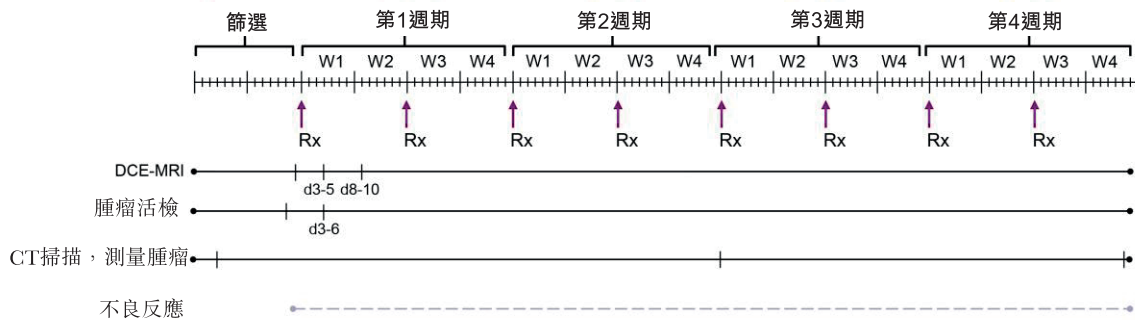 篩選 第1週期 第2週期 第3週期 第4週期
W1 W2 W3 W4 W1 W2 W3 W4 W1 W2 W3 W4 W1 W2 W3 W4
Rx Rx Rx Rx Rx Rx Rx Rx
DCE-MRI
d3-5 d8-10
腫瘤活檢
d3-6
CT掃描，測量腫瘤
不良反應